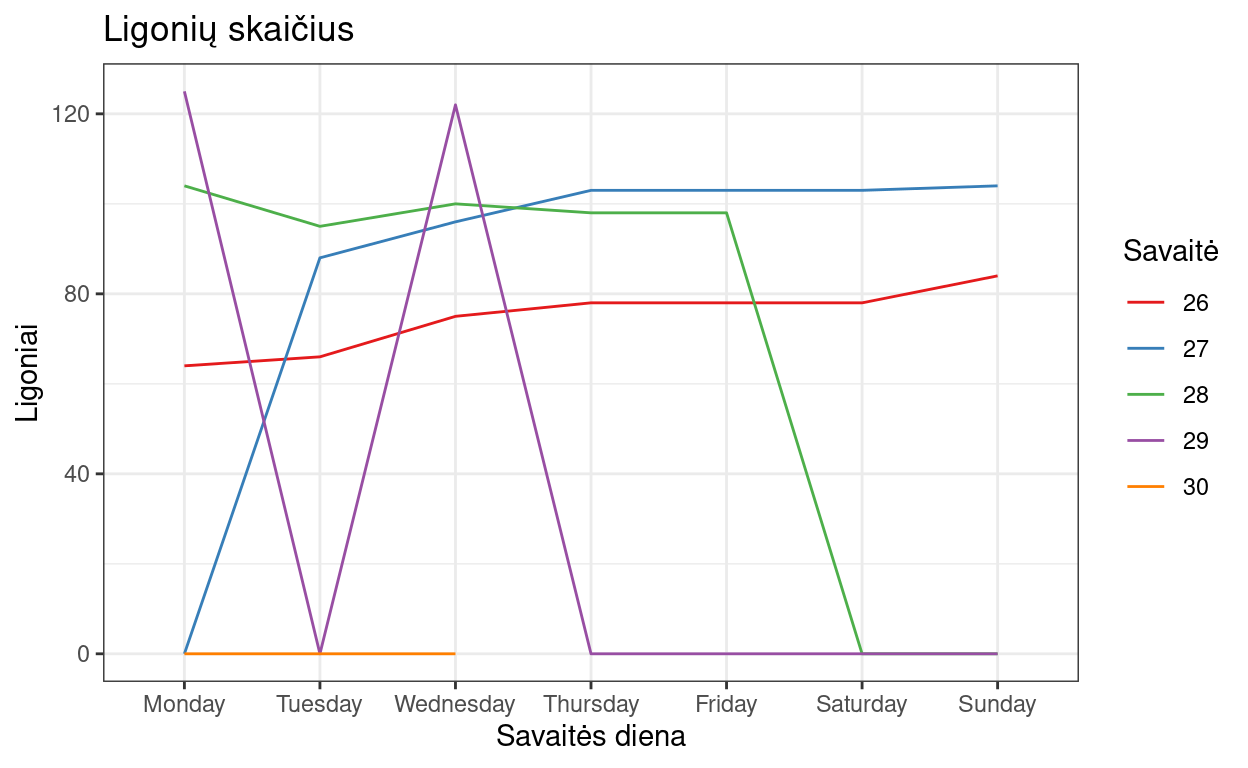 Ligonių skaičius
120
80
40
0
Ligoniai
Monday Tuesday Wednesday Thursday Friday Saturday Sunday
Savaitės diena
Savaitė
26
27
28
29
30